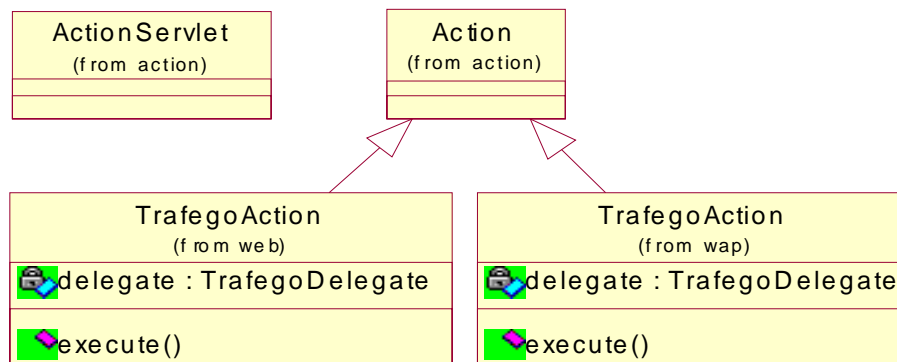 ActionServlet
(from action)
Action
(from action)
TrafegoAction
(from web)
delegate : TrafegoDelegate
execute()
TrafegoAction
(from wap)
delegate : TrafegoDelegate
execute()